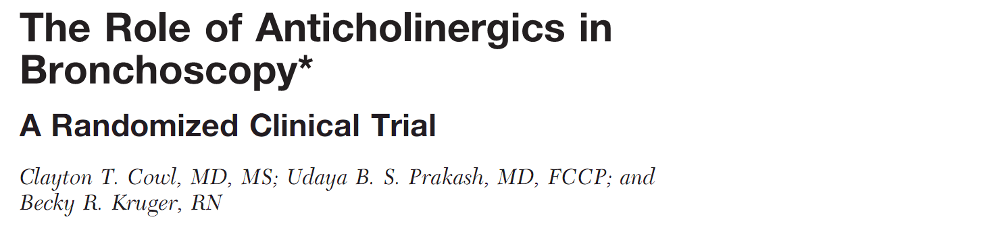 The Role of Anticholinergics in
Bronchoscopy*
A Randomized Clinical Trial
Clayton T. Cowl, MD, MS; Udaya B. S. Prakash, MD, FCCP; and
Becky R. Kruger, RN